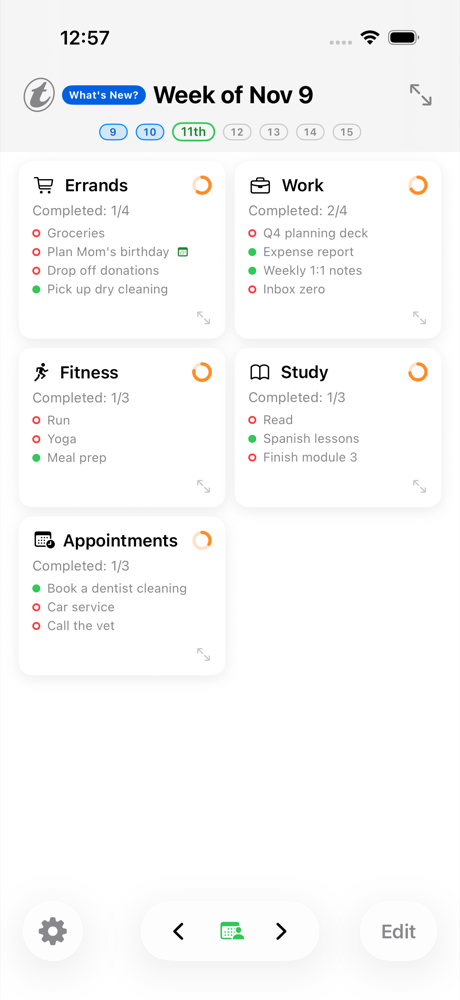 12:57
t What's New? Week of Nov 9
9 10 11th 12 13 14 15
Errands
Completed: 1/4
Groceries
Plan Mom's birthday
Drop off donations
Pick up dry cleaning
Work
Completed: 2/4
Q4 planning deck
Expense report
Weekly 1:1 notes
Inbox zero
Fitness
Completed: 1/3
Run
Yoga
Meal prep
Study
Completed: 1/3
Read
Spanish lessons
Finish module 3
Appointments
Completed: 1/3
Book a dentist cleaning
Car service
Call the vet
Edit